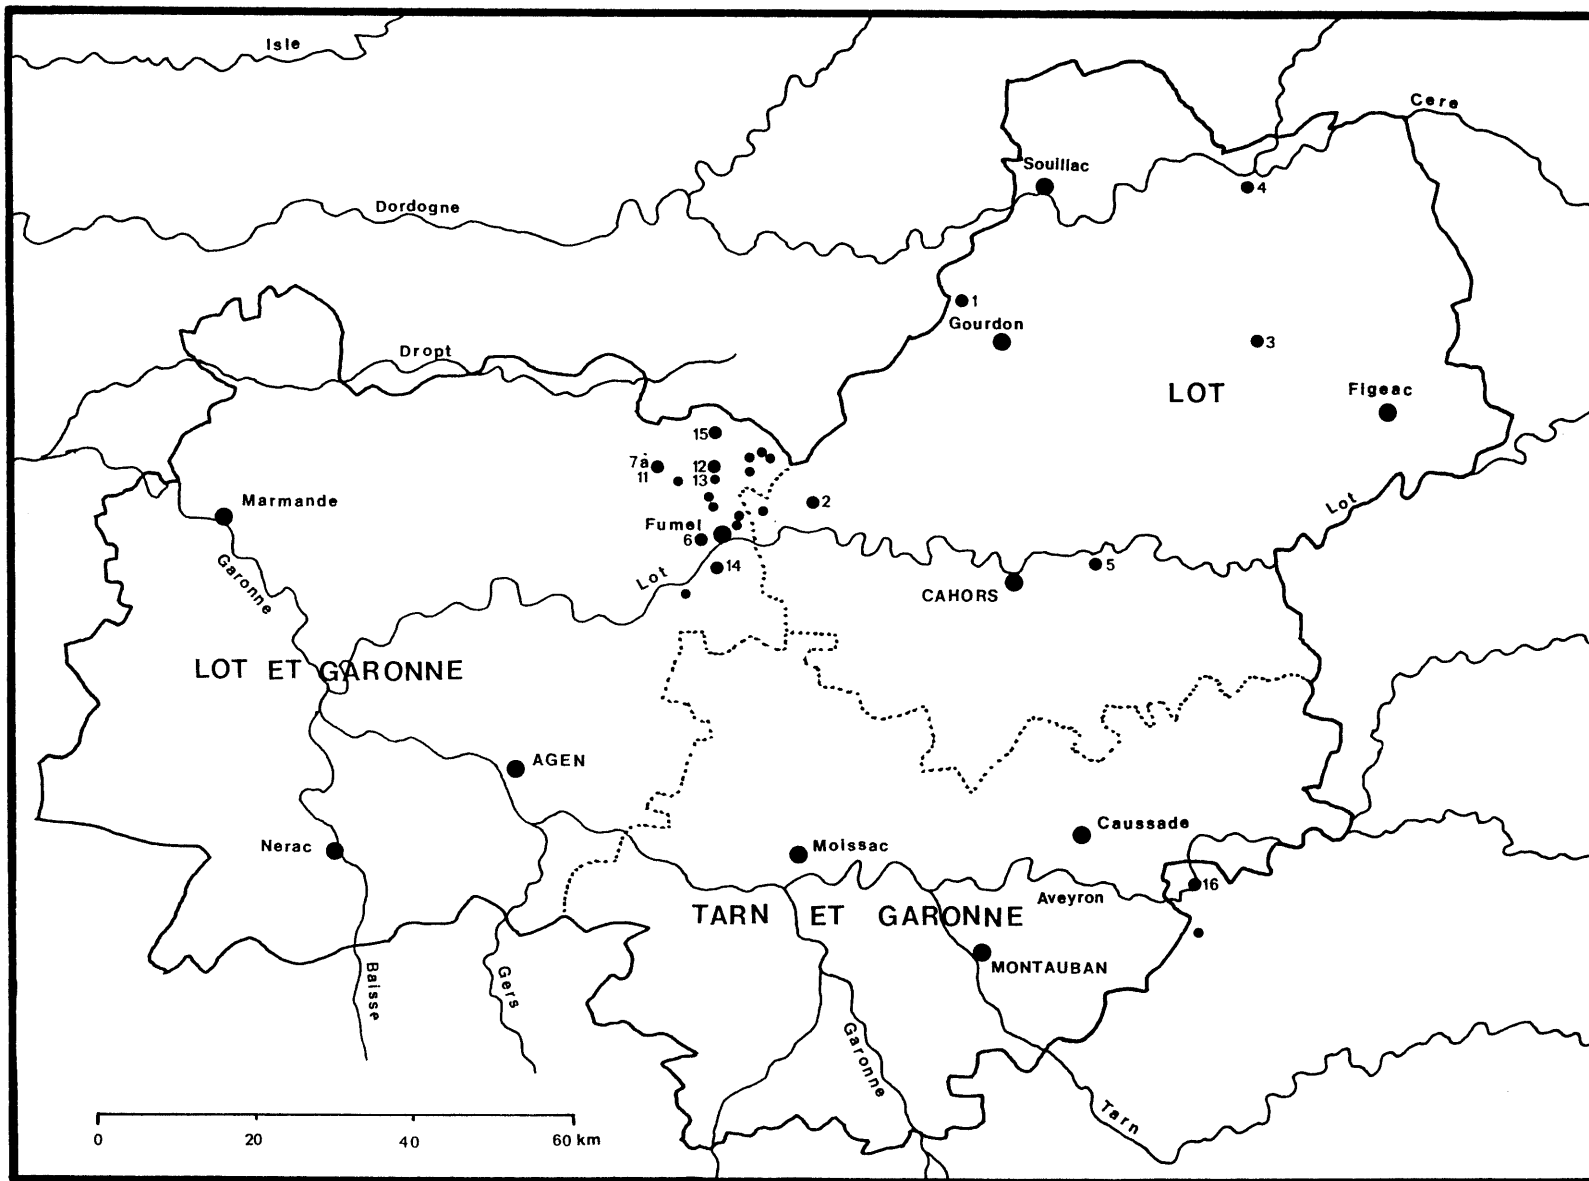 Isle
Cere
Souillac
4
Dordogne
1
Gourdon
3
Dropt
LOT
Figeac
15
7à
11
12
13
2
Marmande
Lot
Fumel
6
14
Lot
5
CAHORS
Garonne
LOT ET GARONNE
AGEN
Nerac
Moissac
Caussade
16
Aveyron
TARN ET GARONNE
MONTAUBAN
Baisse
Gers
Garonne
Tarn
0 20 40 60 km